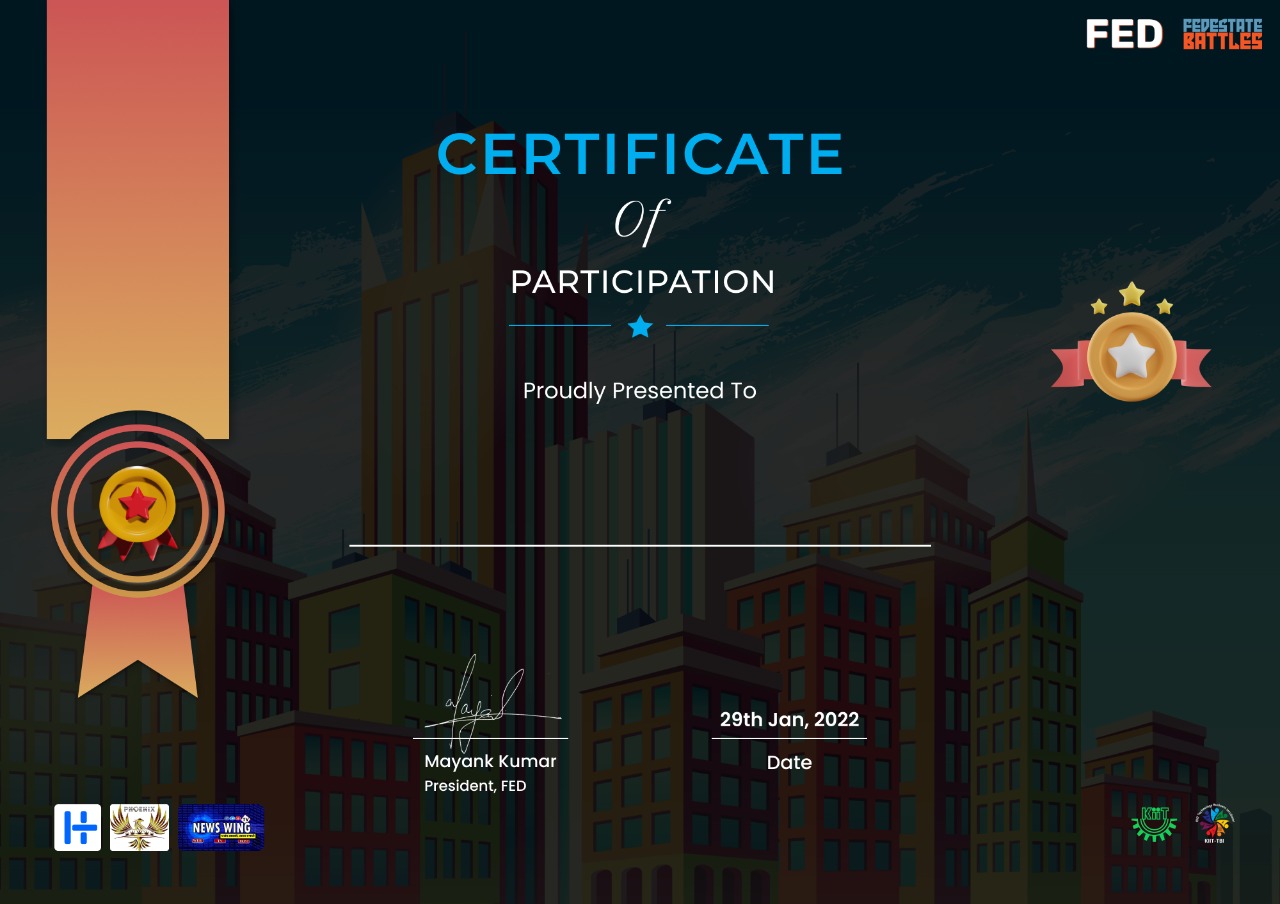 FED
FEDESTATE
BATTLES
CERTIFICATE
Of
PARTICIPATION
Proudly Presented To
29th Jan, 2022
Mayank Kumar
Date
President, FED
PHOENIX
NEWS WING
KiiT
KIIT-TBI